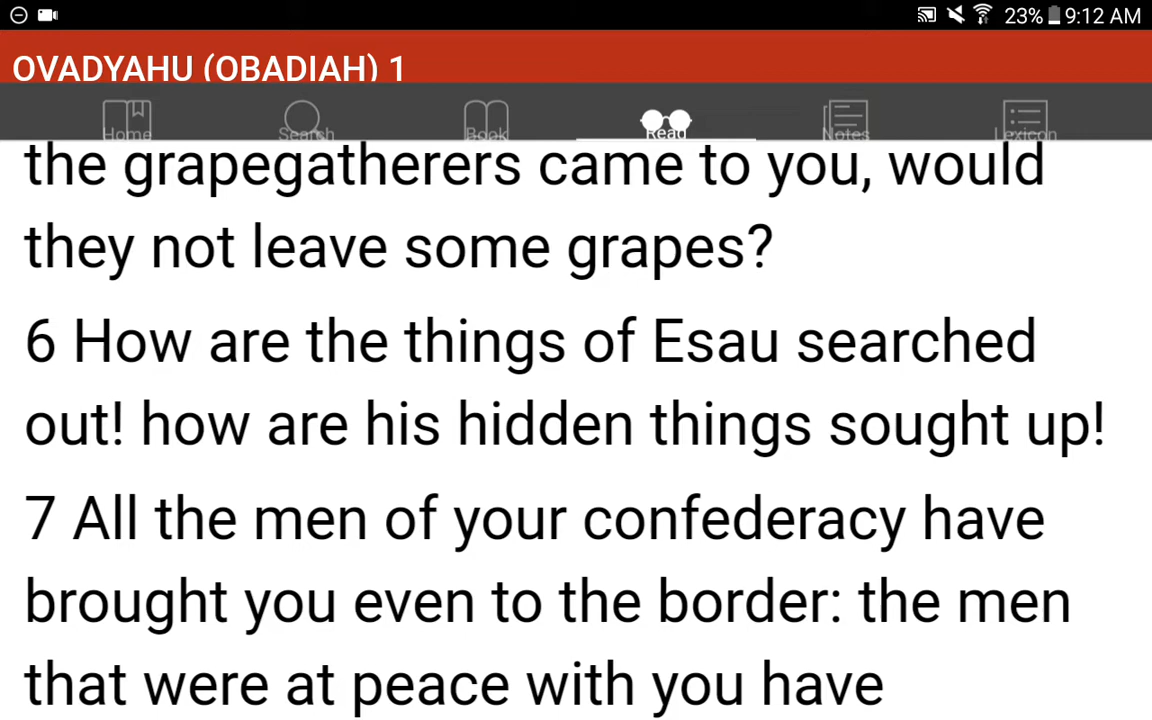 23% 9:12 AM
OVADYAHU (OBADIAH) 1
Home Search Book Read Notes Lexicon
the grapegatherers came to you, would
they not leave some grapes?
6 How are the things of Esau searched
out! how are his hidden things sought up!
7 All the men of your confederacy have
brought you even to the border: the men
that were at peace with you have